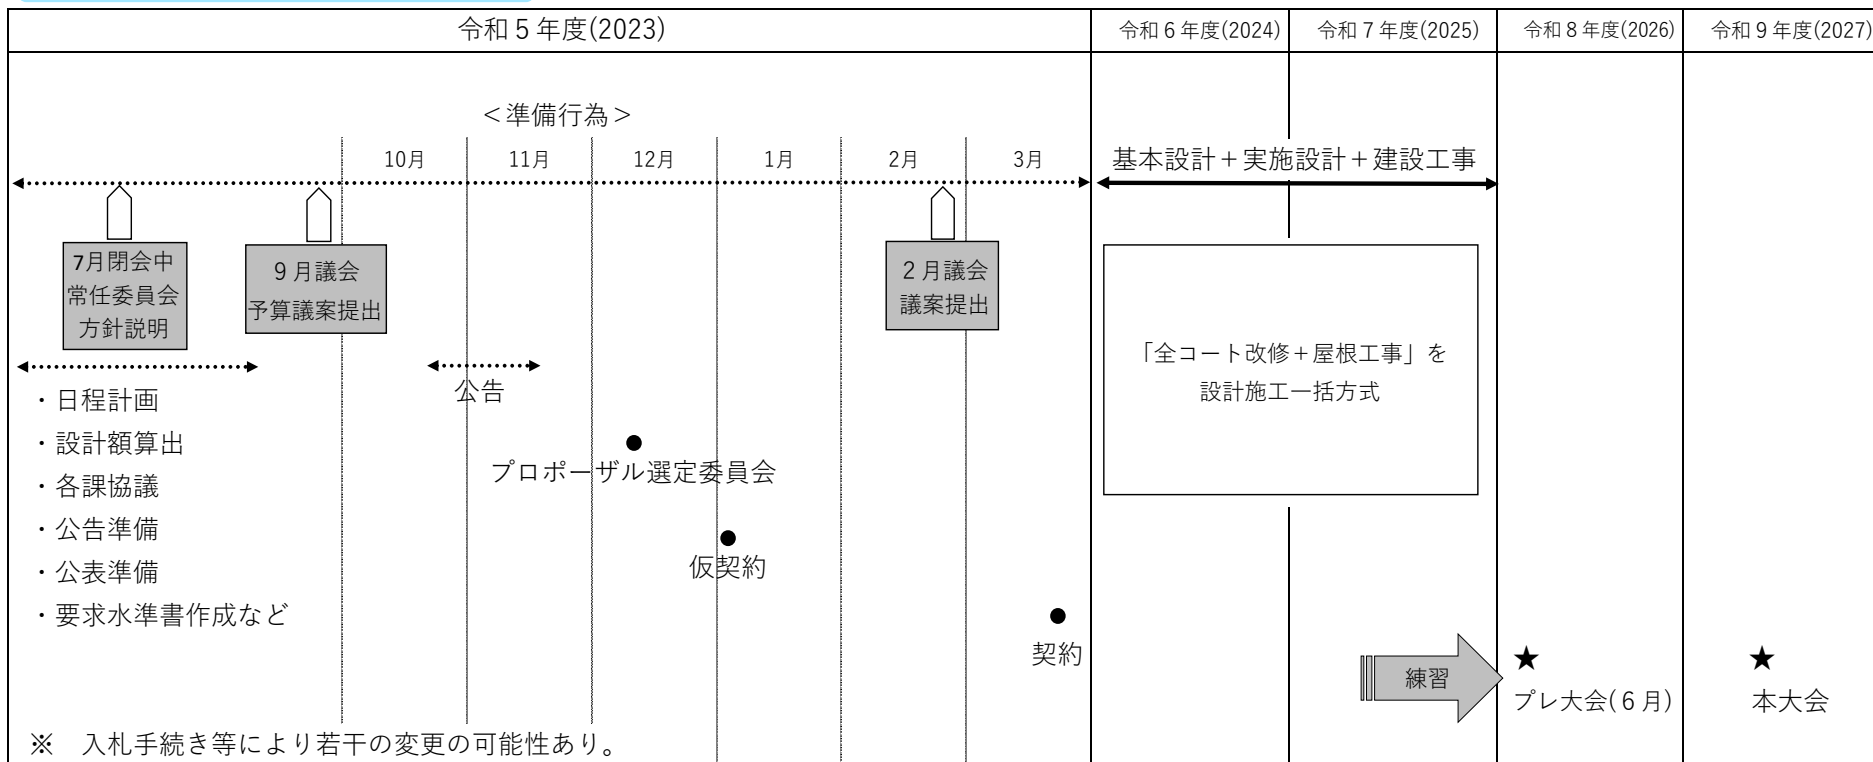 令和５年度(2023)
令和６年度(2024)
令和７年度(2025)
令和８年度(2026)
令和９年度(2027)
＜準備行為＞
10月
11月
12月
1月
2月
3月
基本設計＋実施設計＋建設工事
7月閉会中
常任委員会
方針説明
９月議会
予算議案提出
２月議会
議案提出
「全コート改修＋屋根工事」を
設計施工一括方式
公告
・日程計画
・設計額算出
・各課協議
・公告準備
・公表準備
・要求水準書作成など
プロポーザル選定委員会
仮契約
契約
練習
★
プレ大会(６月)
★
本大会
※　入札手続き等により若干の変更の可能性あり。